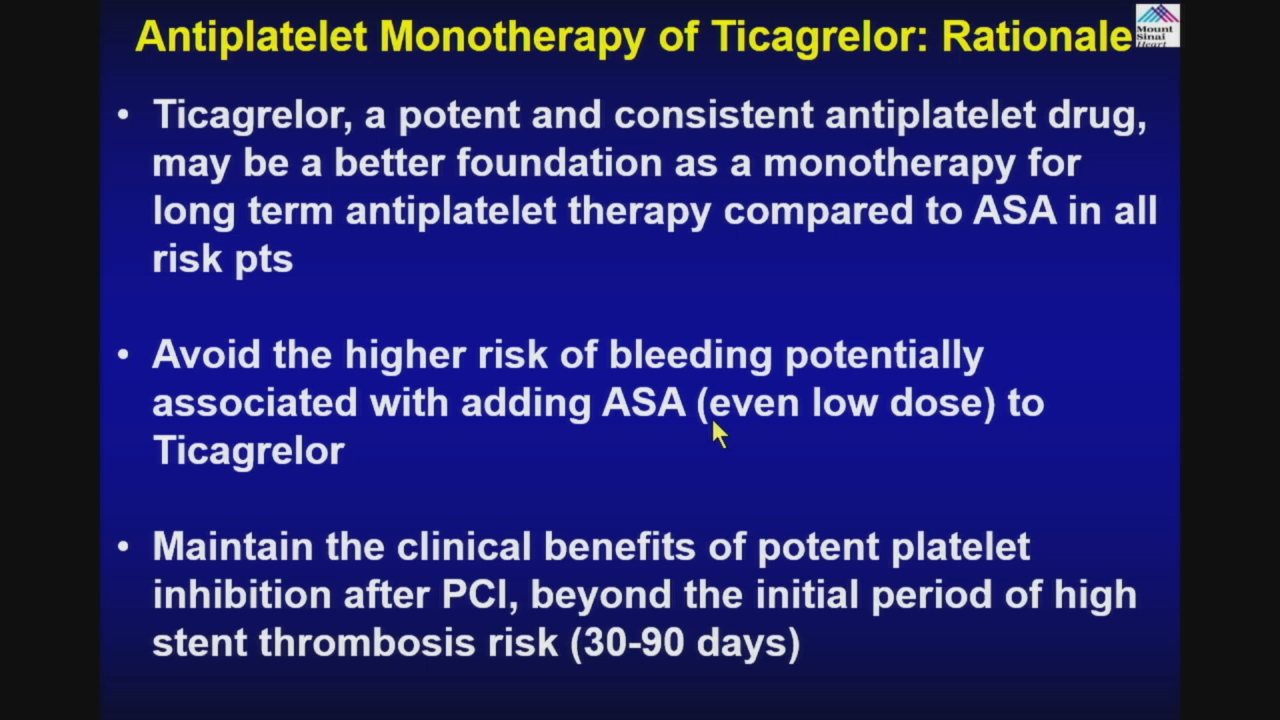 Antiplatelet Monotherapy of Ticagrelor: Rationale
Mount
Sinai
Heart
• Ticagrelor, a potent and consistent antiplatelet drug,
may be a better foundation as a monotherapy for
long term antiplatelet therapy compared to ASA in all
risk pts
• Avoid the higher risk of bleeding potentially
associated with adding ASA (even low dose) to
Ticagrelor
• Maintain the clinical benefits of potent platelet
inhibition after PCI, beyond the initial period of high
stent thrombosis risk (30-90 days)